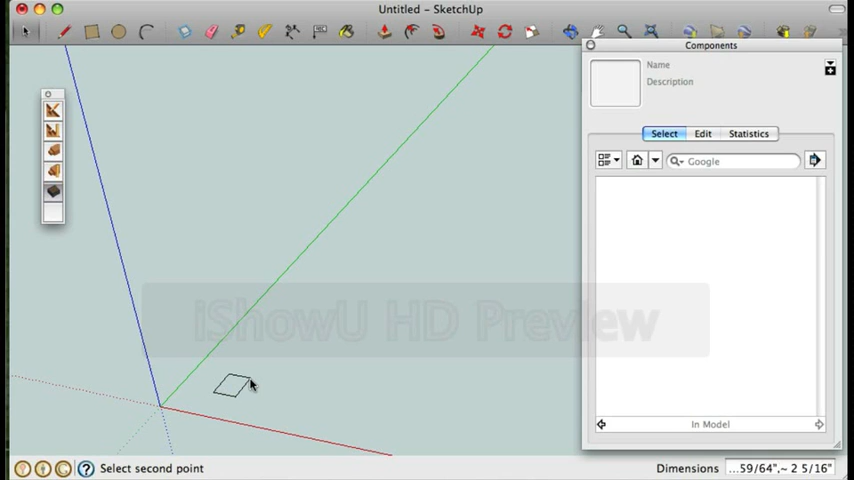 Untitled – SketchUp
ABC
Components
Name
Description
Select Edit Statistics
Google
iShowU HD Preview
In Model
Select second point
Dimensions ...59/64",~ 2 5/16"